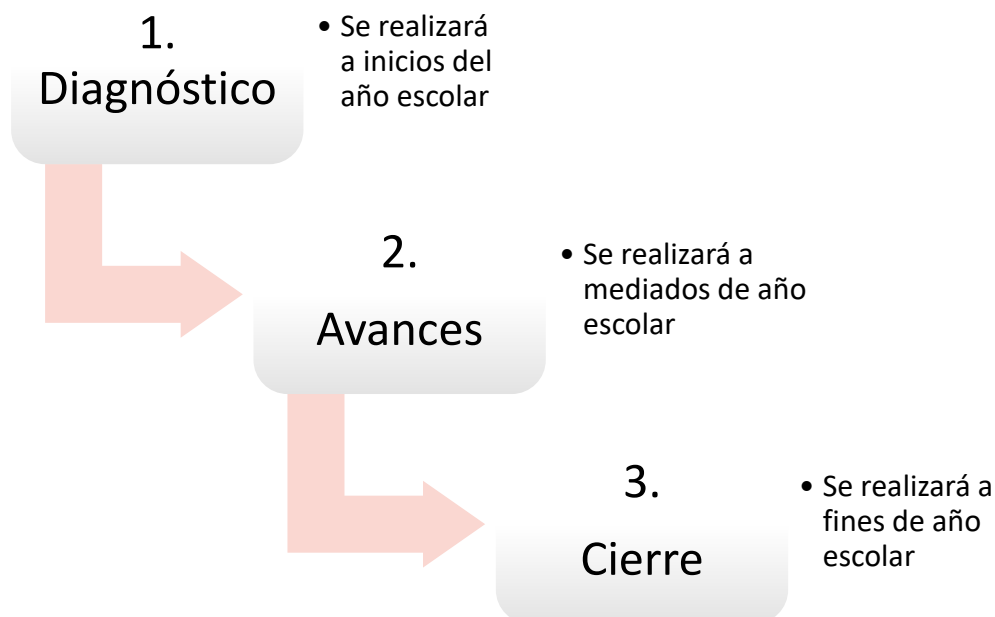 1.
Diagnóstico
• Se realizará
a inicios del
año escolar
2.
Avances
• Se realizará a
mediados de año
escolar
3.
Cierre
• Se realizará a
fines de año
escolar